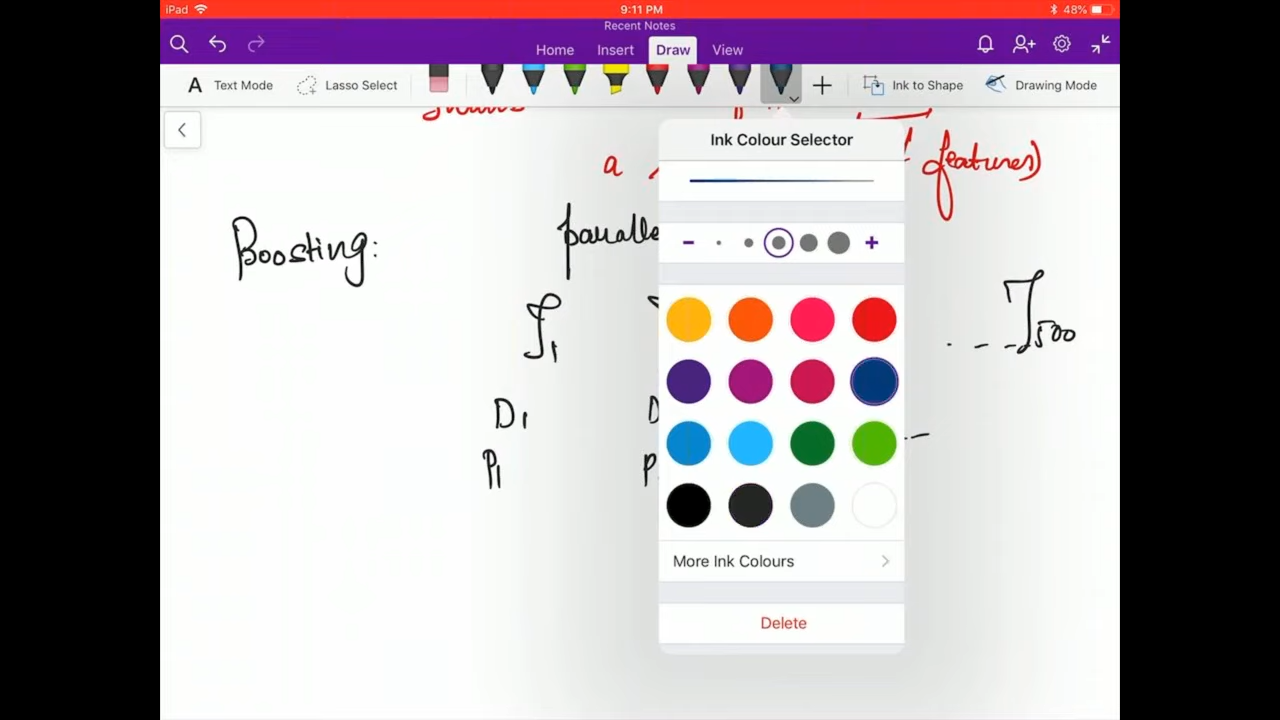 iPad 9:11 PM 48%
Recent Notes
Home Insert Draw View
A Text Mode Lasso Select Ink to Shape Drawing Mode
Ink Colour Selector
a features)
Boosting:
T1 T500
D1 D
P1 P
More Ink Colours
Delete